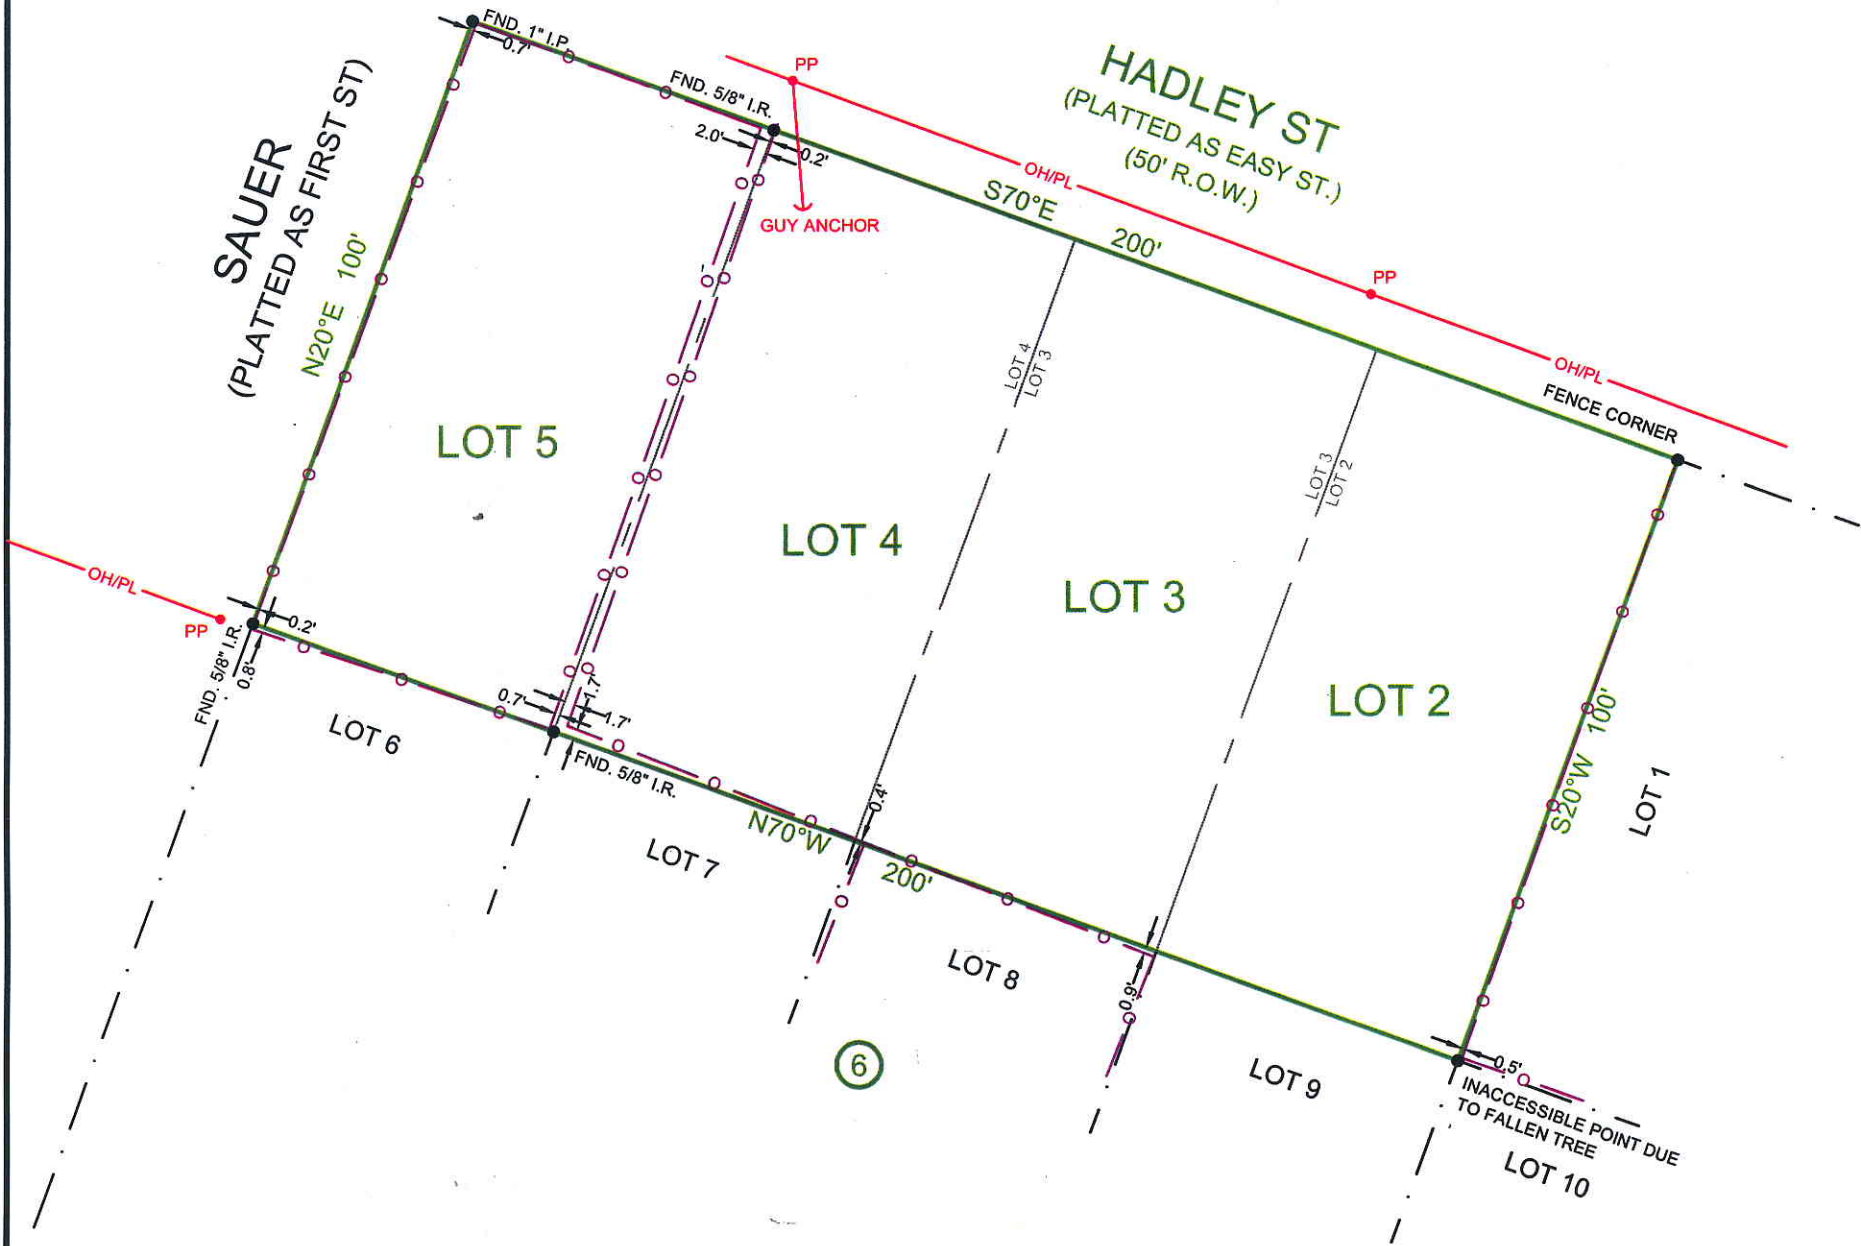 FND. 1" I.P.
0.7'
PP
HADLEY ST
(PLATTED AS EASY ST.)
(50' R.O.W.)
SAUER
(PLATTED AS FIRST ST)
FND. 5/8" I.R.
2.0'
0.2'
OH/PL
S70°E
200'
GUY ANCHOR
N20°E 100'
PP
LOT 4
LOT 3
OH/PL
FENCE CORNER
LOT 3
LOT 2
LOT 5
LOT 4
LOT 3
LOT 2
OH/PL
PP
0.2'
FND. 5/8" I.R.
0.8'
0.7'
1.7'
1.7'
LOT 6
FND. 5/8" I.R.
S20°W 100'
LOT 1
0.4'
N70°W
200'
LOT 7
LOT 8
0.9'
6
LOT 9
0.5'
INACCESSIBLE POINT DUE
TO FALLEN TREE
LOT 10